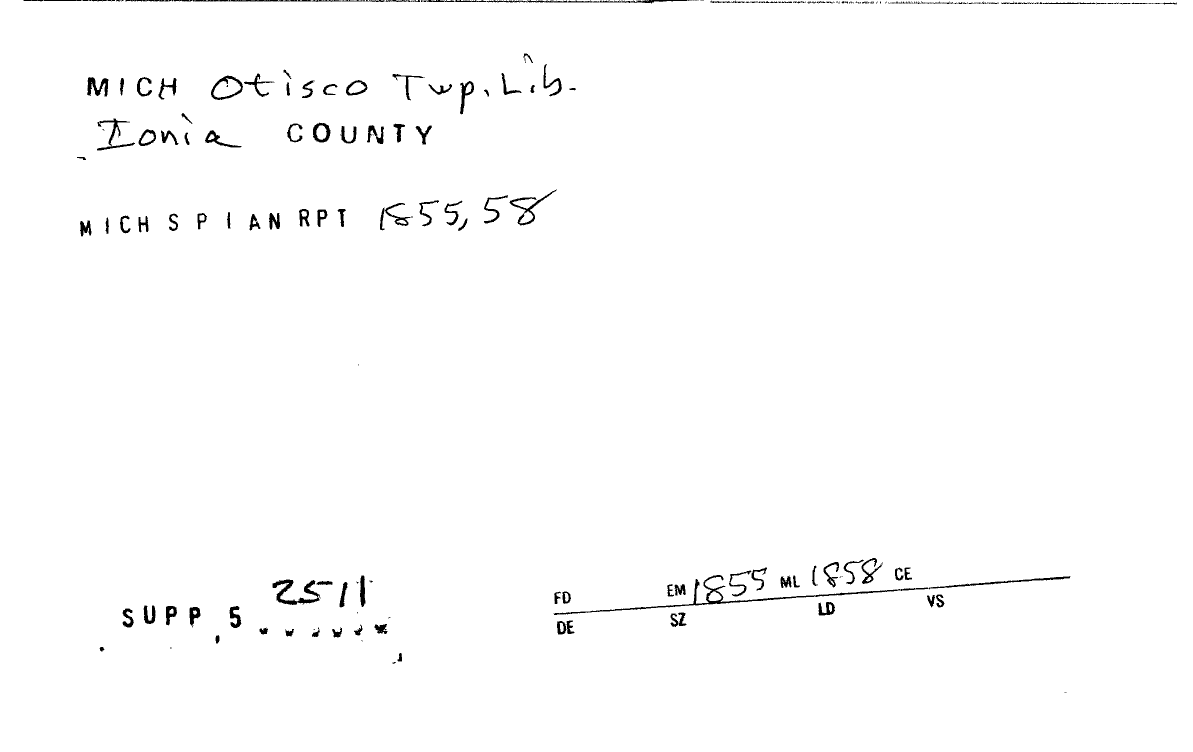 MICH Otisco Twp. Lib.
Ionia COUNTY
MICH S P I AN RPT 1855, 58
2511
SUPP, 5
FD EM 1855 ML 1858 CE
DE SZ LD VS